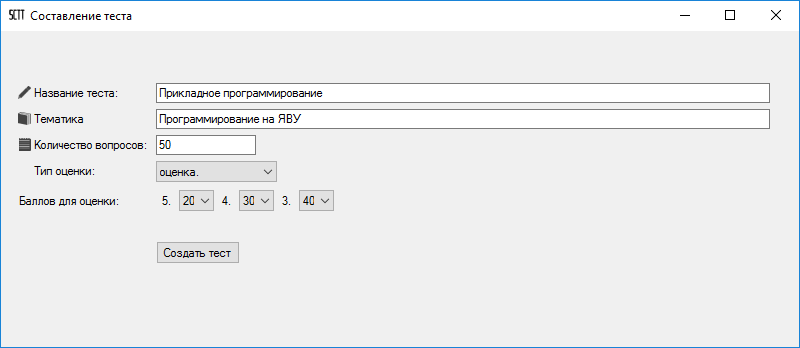 SCTT Составление теста
Название теста: Прикладное программирование
Тематика Программирование на ЯВУ
Количество вопросов: 50
Тип оценки: оценка.
Баллов для оценки: 5. 20 4. 30 3. 40
Создать тест